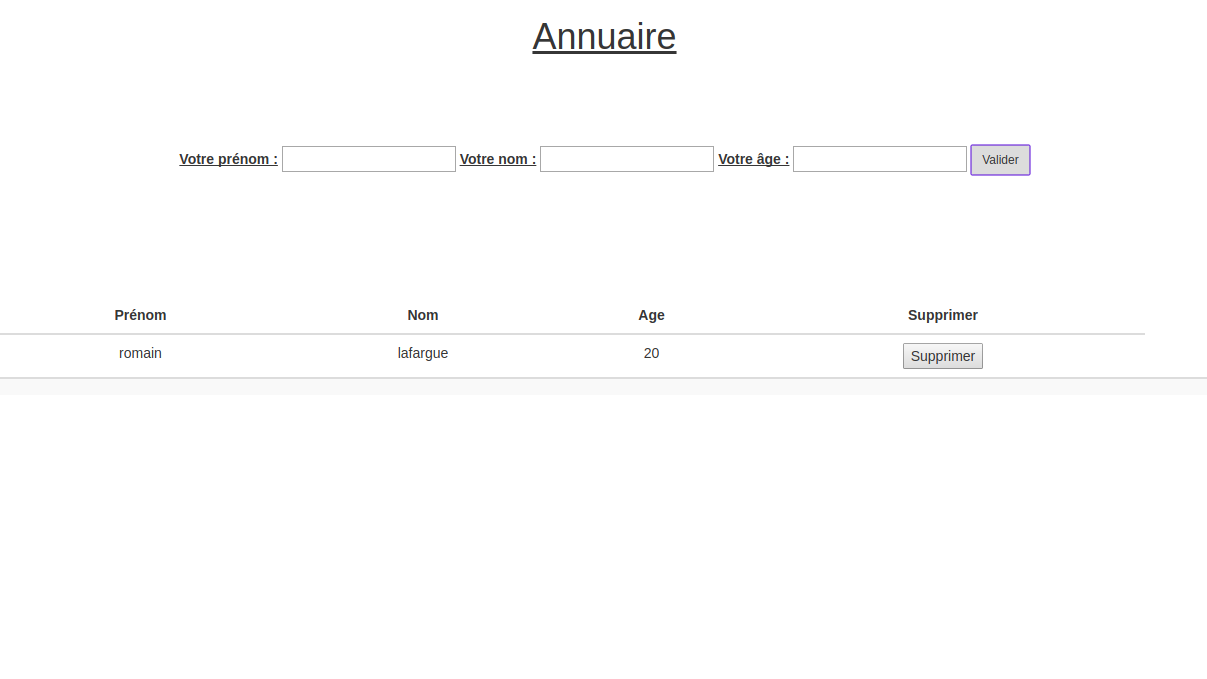 Annuaire
Votre prénom : Votre nom : Votre âge : Valider
Prénom Nom Age Supprimer
romain lafargue 20 Supprimer